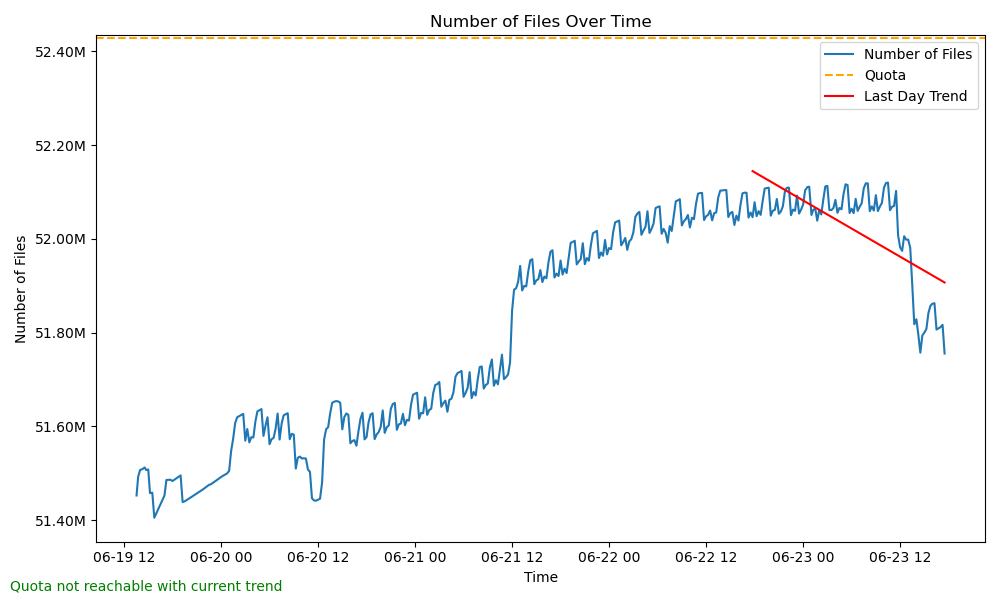 Number of Files Over Time
Number of Files
Quota
Last Day Trend
52.40M
52.20M
52.00M
51.80M
51.60M
51.40M
Number of Files
06-19 12
06-20 00
06-20 12
06-21 00
06-21 12
06-22 00
06-22 12
06-23 00
06-23 12
Time
Quota not reachable with current trend